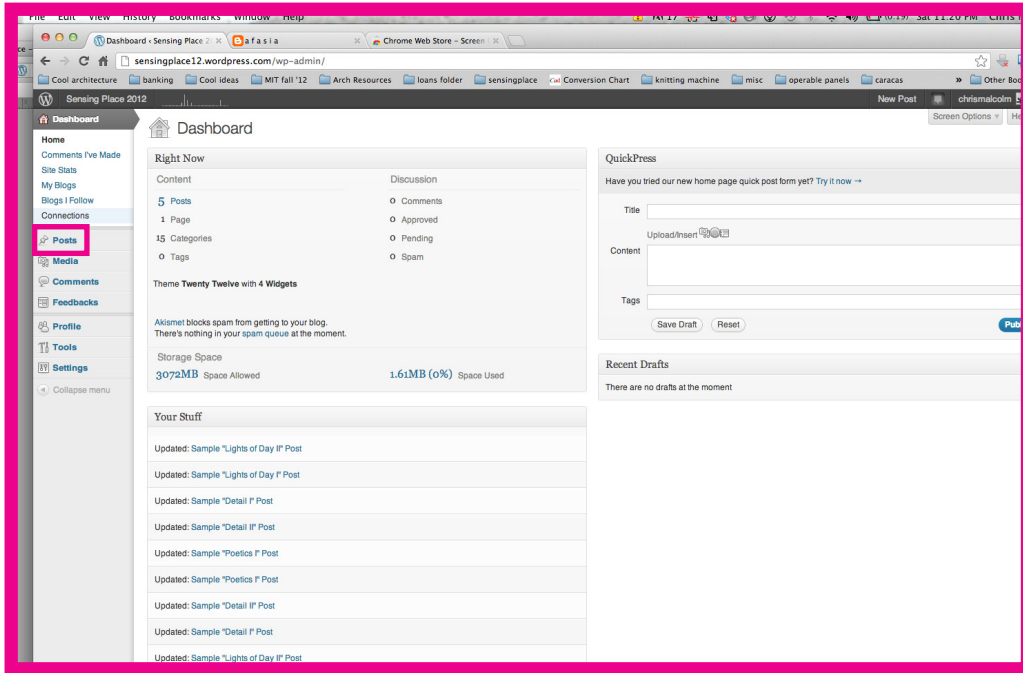 File Edit View History Bookmarks Window Help Sat 11:20 PM Chris
Dashboard ‹ Sensing Place 2 × B a f a s i a × Chrome Web Store – Screen ×
sensingplace12.wordpress.com/wp-admin/
Cool architecture banking Cool ideas MIT fall '12 Arch Resources loans folder sensingplace Conversion Chart knitting machine misc operable panels caracas » Other Boo
Sensing Place 2012 New Post chrismalcolm
Dashboard
Screen Options ▾ He
Home
Comments I've Made
Site Stats
My Blogs
Blogs I Follow
Connections
Posts
Media
Comments
Feedbacks
Profile
Tools
Settings
Collapse menu
Dashboard
Right Now
Content Discussion
5 Posts 0 Comments
1 Page 0 Approved
15 Categories 0 Pending
0 Tags 0 Spam
Theme Twenty Twelve with 4 Widgets
Akismet blocks spam from getting to your blog.
There's nothing in your spam queue at the moment.
Storage Space
3072MB Space Allowed 1.61MB (0%) Space Used
Your Stuff
Updated: Sample "Lights of Day II" Post
Updated: Sample "Lights of Day I" Post
Updated: Sample "Detail I" Post
Updated: Sample "Detail II" Post
Updated: Sample "Poetics I" Post
Updated: Sample "Poetics I" Post
Updated: Sample "Detail II" Post
Updated: Sample "Detail I" Post
Updated: Sample "Lights of Day II" Post
QuickPress
Have you tried our new home page quick post form yet? Try it now →
Title
Upload/Insert
Content
Tags
Save Draft Reset Pub
Recent Drafts
There are no drafts at the moment